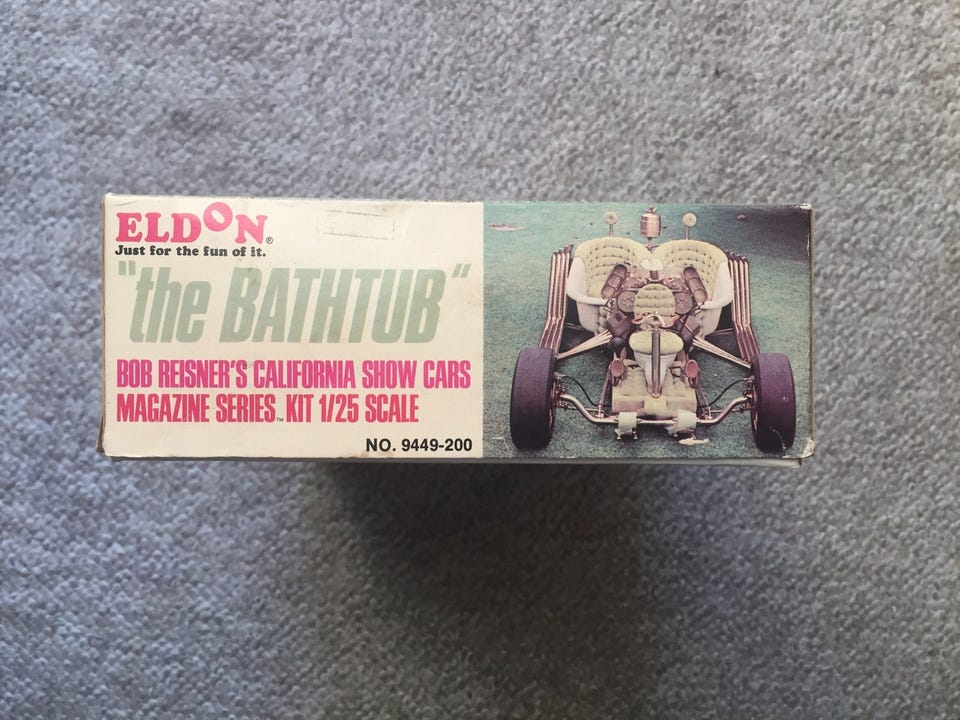 ELDON®
Just for the fun of it.
"the BATHTUB"
BOB REISNER'S CALIFORNIA SHOW CARS
MAGAZINE SERIES™ KIT 1/25 SCALE
NO. 9449-200